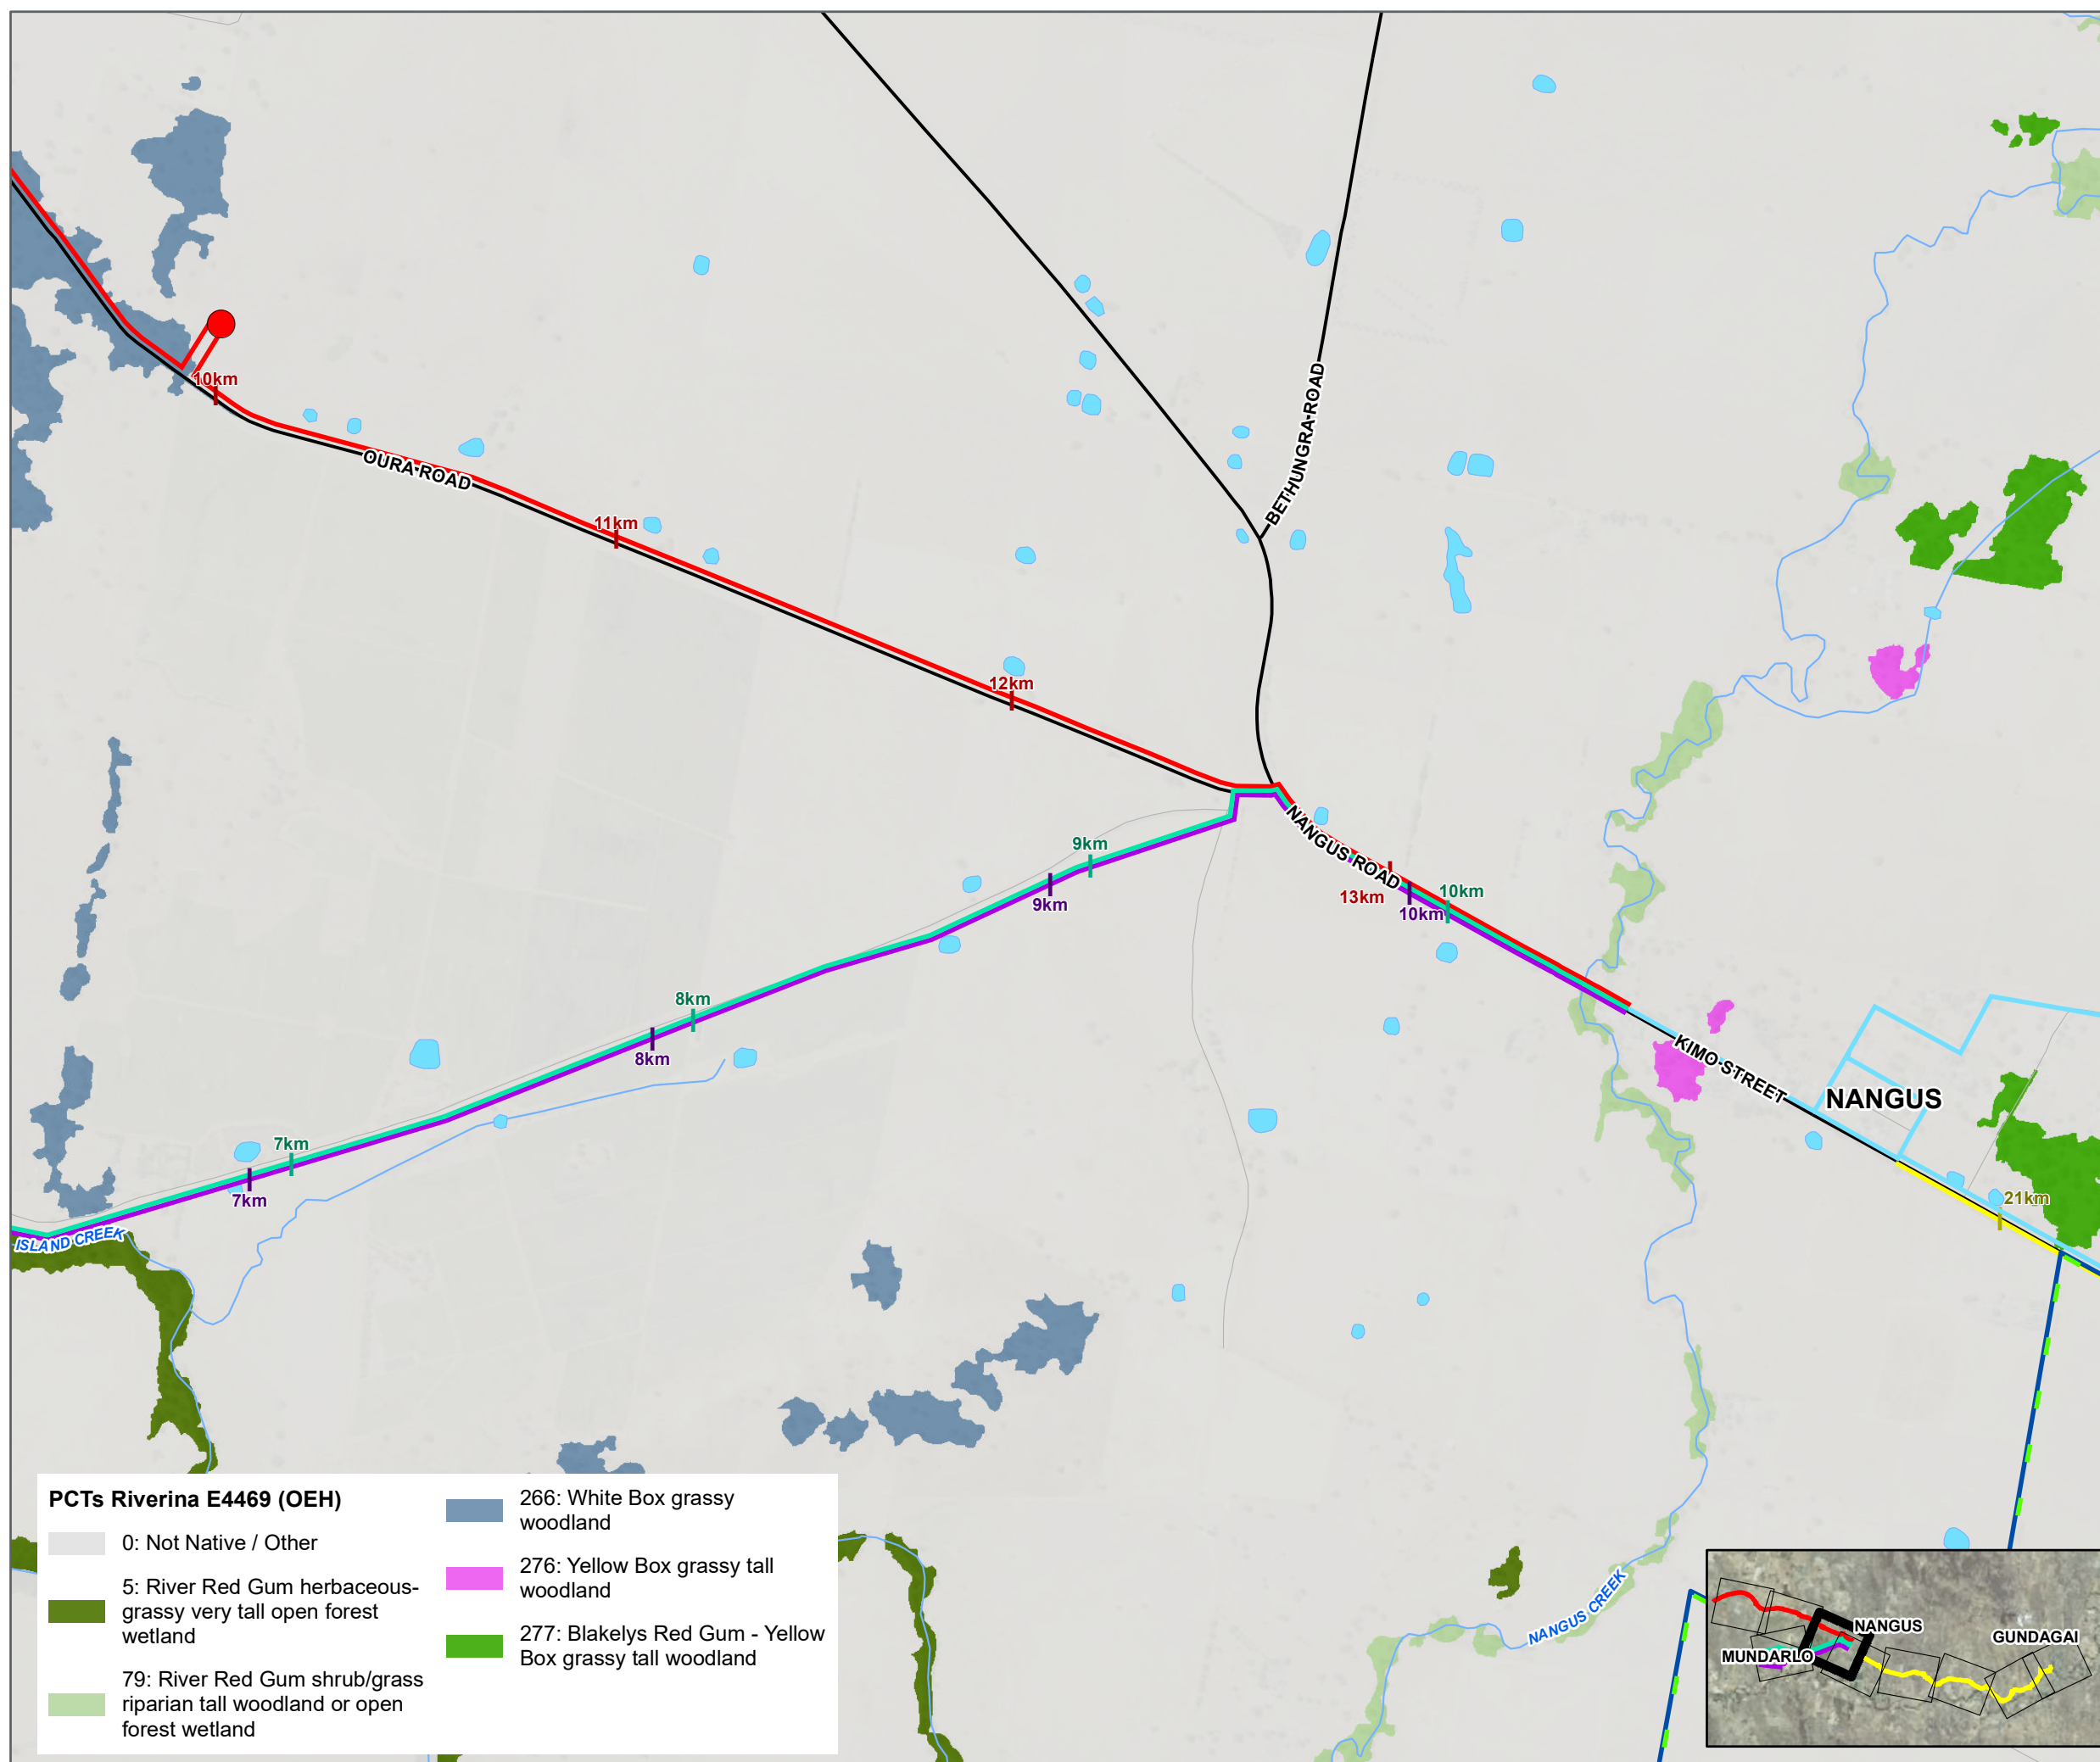 10km
OURA ROAD
11km
BETHUNGRA ROAD
12km
NANGUS ROAD
9km
9km
13km
10km
10km
8km
8km
KIMO STREET
NANGUS
7km
7km
21km
ISLAND CREEK
NANGUS CREEK
PCTs Riverina E4469 (OEH)
0: Not Native / Other
5: River Red Gum herbaceous-
grassy very tall open forest
wetland
79: River Red Gum shrub/grass
riparian tall woodland or open
forest wetland
266: White Box grassy
woodland
276: Yellow Box grassy tall
woodland
277: Blakelys Red Gum - Yellow
Box grassy tall woodland
NANGUS
GUNDAGAI
MUNDARLO